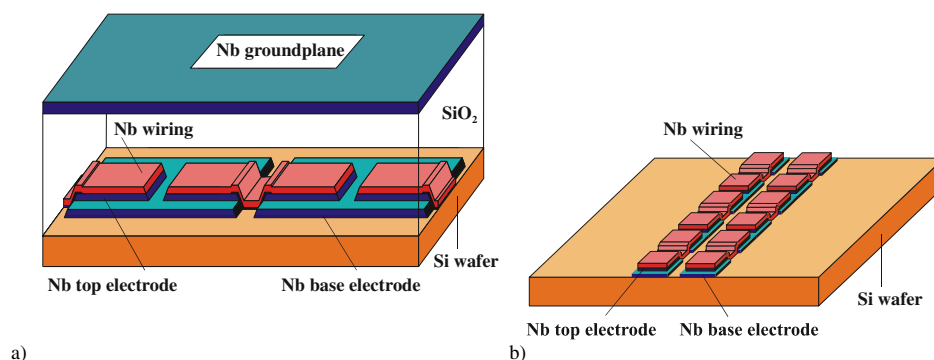 Nb groundplane
SiO₂
Nb wiring
Si wafer
Nb top electrode
Nb base electrode
a)
Nb wiring
Si wafer
Nb top electrode
Nb base electrode
b)